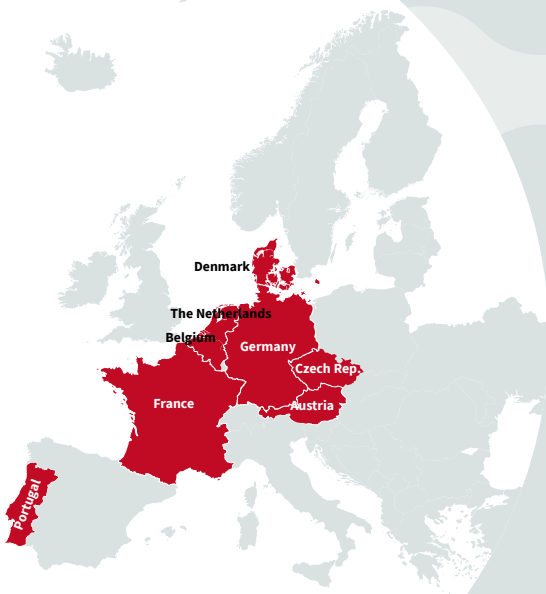 Denmark
The Netherlands
Belgium
Germany
Czech Rep.
France
Austria
Portugal